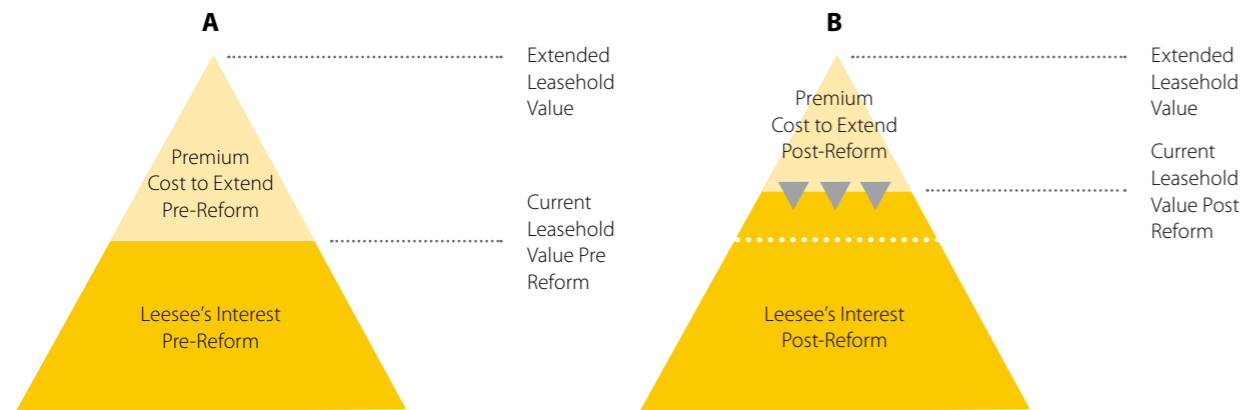 A
Extended
Leasehold
Value
Premium
Cost to Extend
Pre-Reform
Current
Leasehold
Value Pre
Reform
Leesee's Interest
Pre-Reform
B
Extended
Leasehold
Value
Premium
Cost to Extend
Post-Reform
Current
Leasehold
Value Post
Reform
Leesee's Interest
Post-Reform